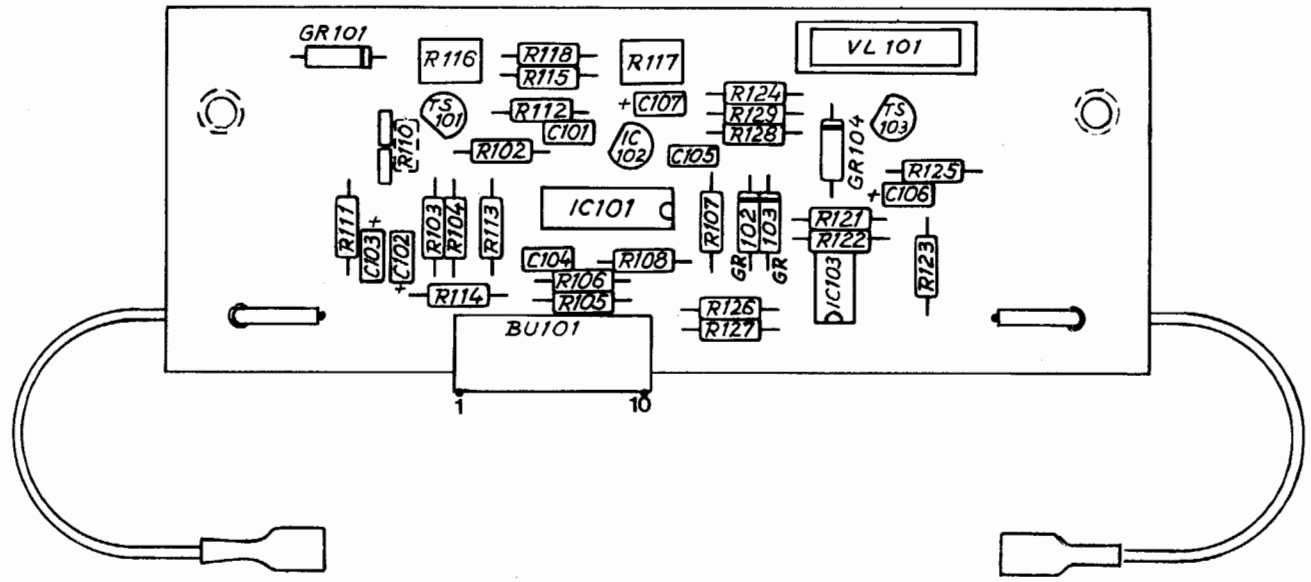 GR101
R116
R118
R115
R117
VL 101
TS 101
R112
C101
+ C107
IC 102
R124
R129
R128
TS 103
GR104
R110
R102
C105
R125
+ C106
R111
+ C103
C102 +
R103
R104
R113
IC101
R107
102 GR
103 GR
R121
R122
IC103
R123
C104
R108
R106
R105
R114
R126
R127
BU101
1
10